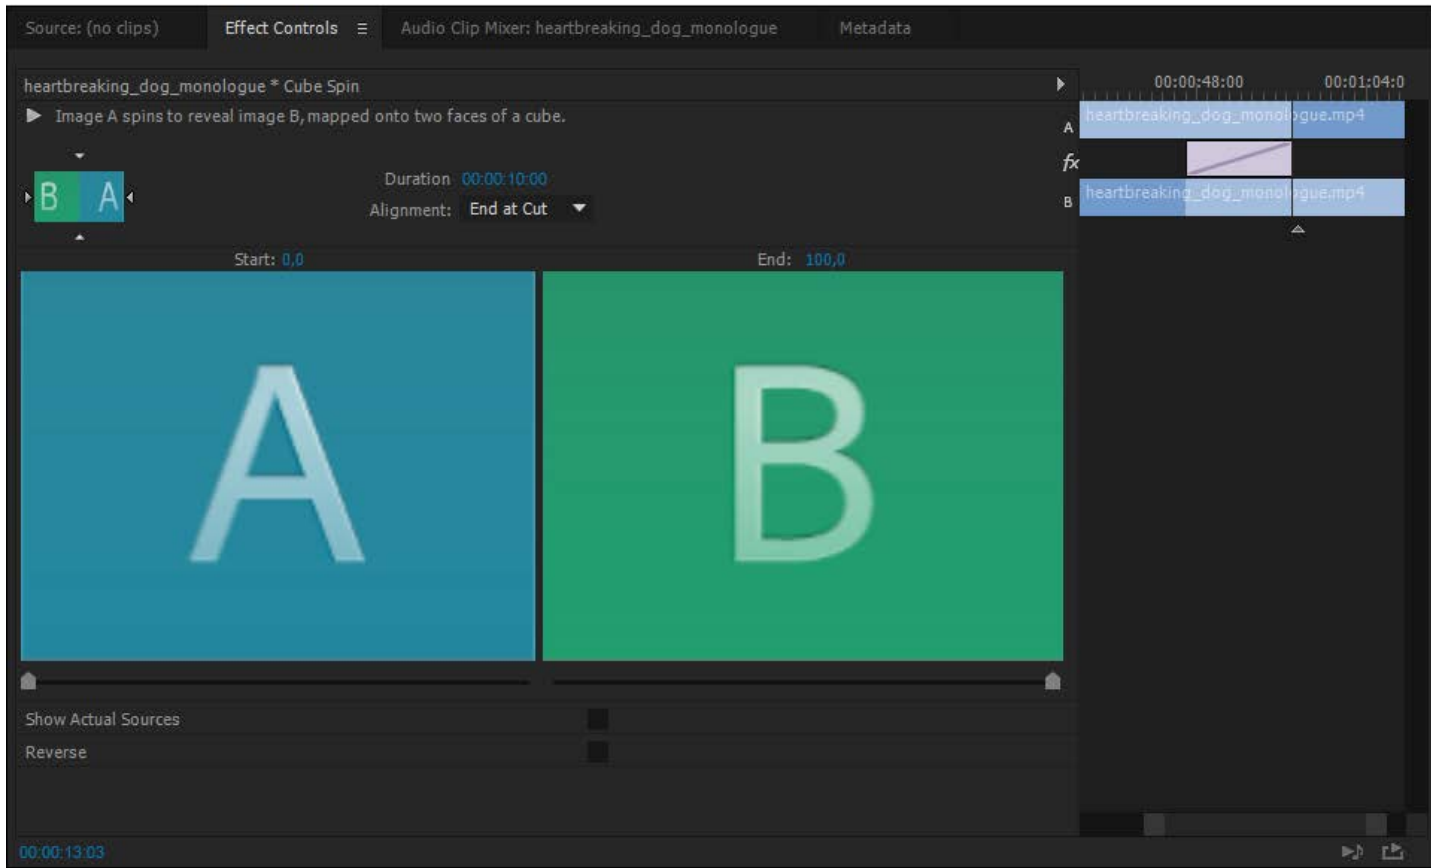 Source: (no clips) Effect Controls Audio Clip Mixer: heartbreaking_dog_monologue Metadata
heartbreaking_dog_monologue * Cube Spin
00:00:48:00 00:01:04:0
Image A spins to reveal image B, mapped onto two faces of a cube.
A heartbreaking_dog_monologue.mp4
fx
B A
Duration 00:00:10:00
Alignment: End at Cut
B heartbreaking_dog_monologue.mp4
Start: 0,0 End: 100,0
A B
Show Actual Sources
Reverse
00:00:13:03